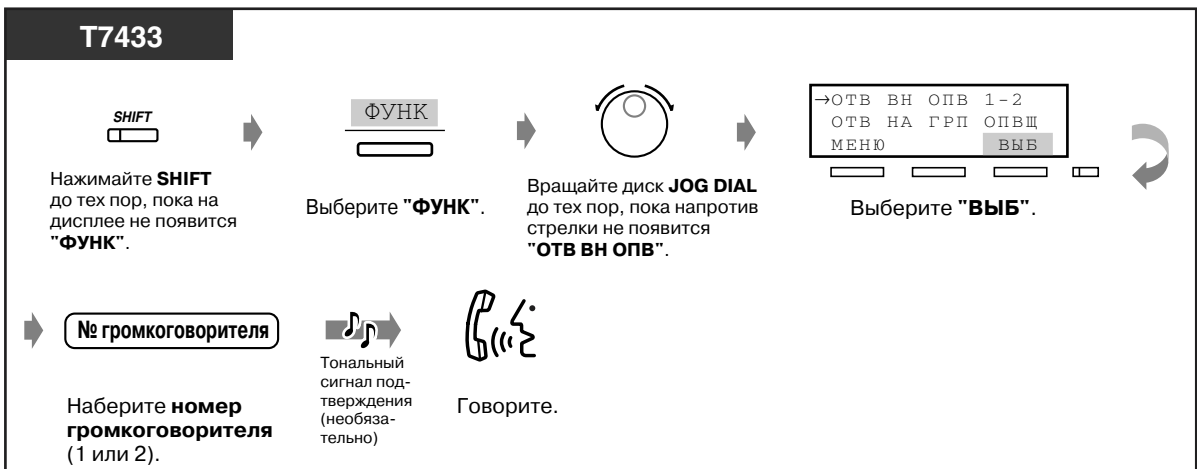 T7433
SHIFT
Нажимайте SHIFT
до тех пор, пока на
дисплее не появится
"ФУНК".
ФУНК
Выберите "ФУНК".
Вращайте диск JOG DIAL
до тех пор, пока напротив
стрелки не появится
"ОТВ ВН ОПВ".
→ОТВ ВН ОПВ 1-2
ОТВ НА ГРП ОПВЩ
МЕНЮ ВЫБ
Выберите "ВЫБ".
№ громкоговорителя
Наберите номер
громкоговорителя
(1 или 2).
Тональный
сигнал под-
тверждения
(необяза-
тельно)
Говорите.